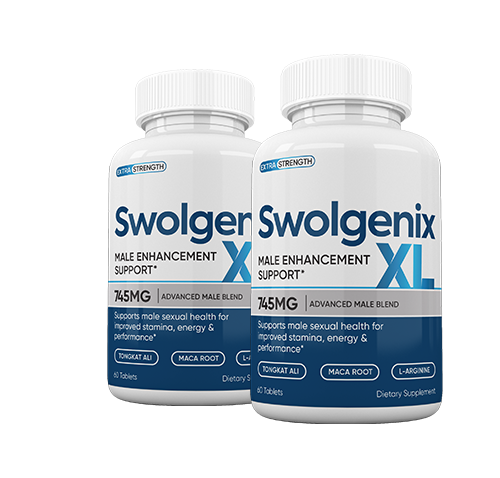 EXTRA STRENGTH
Swolgen
MALE ENHANCEMENT
SUPPORT*
X
745MG | ADVANCED MALE BLEND
Supports male sexual health for
improved stamina, energy &
performance*
TONGKAT ALI
MACA ROOT
L-A
60 Tablets
Dietary Su
EXTRA STRENGTH
Swolgenix
MALE ENHANCEMENT
SUPPORT*
XL
745MG | ADVANCED MALE BLEND
Supports male sexual health for
improved stamina, energy &
performance*
TONGKAT ALI
MACA ROOT
L-ARGININE
60 Tablets
Dietary Supplement